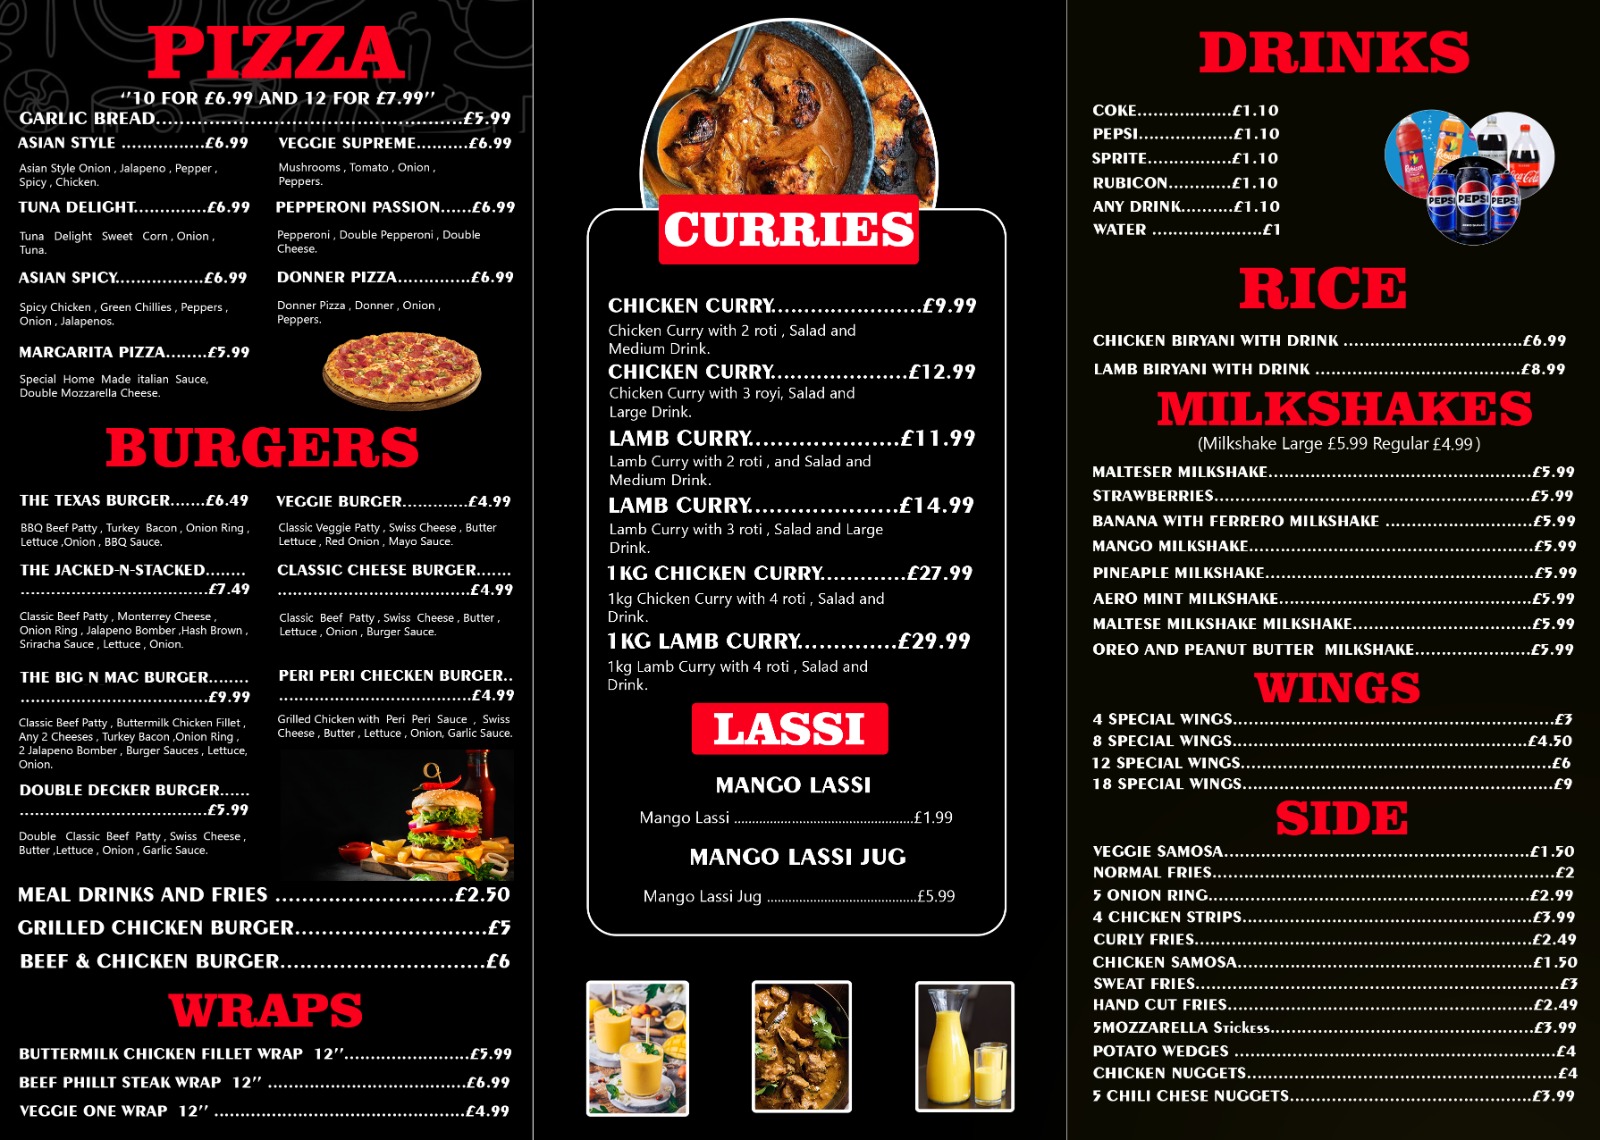 PIZZA
''10 FOR £6.99 AND 12 FOR £7.99''
GARLIC BREAD................................................£5.99
ASIAN STYLE ................£6.99
Asian Style Onion , Jalapeno , Pepper ,
Spicy , Chicken.
TUNA DELIGHT..............£6.99
Tuna Delight Sweet Corn , Onion ,
Tuna.
ASIAN SPICY.................£6.99
Spicy Chicken , Green Chillies , Peppers ,
Onion , Jalapenos.
MARGARITA PIZZA........£5.99
Special Home Made italian Sauce,
Double Mozzarella Cheese.
VEGGIE SUPREME..........£6.99
Mushrooms , Tomato , Onion ,
Peppers.
PEPPERONI PASSION......£6.99
Pepperoni , Double Pepperoni , Double
Cheese.
DONNER PIZZA..............£6.99
Donner Pizza , Donner , Onion ,
Peppers.
BURGERS
THE TEXAS BURGER.......£6.49
BBQ Beef Patty , Turkey Bacon , Onion Ring ,
Lettuce ,Onion , BBQ Sauce.
THE JACKED-N-STACKED........
....................................£7.49
Classic Beef Patty , Monterrey Cheese ,
Onion Ring , Jalapeno Bomber ,Hash Brown ,
Sriracha Sauce , Lettuce , Onion.
THE BIG N MAC BURGER........
....................................£9.99
Classic Beef Patty , Buttermilk Chicken Fillet ,
Any 2 Cheeses , Turkey Bacon ,Onion Ring ,
2 Jalapeno Bomber , Burger Sauces , Lettuce,
Onion.
DOUBLE DECKER BURGER......
....................................£5.99
Double Classic Beef Patty , Swiss Cheese ,
Butter ,Lettuce , Onion , Garlic Sauce.
VEGGIE BURGER............£4.99
Classic Veggie Patty , Swiss Cheese , Butter
Lettuce , Red Onion , Mayo Sauce.
CLASSIC CHEESE BURGER.......
.....................................£4.99
Classic Beef Patty , Swiss Cheese , Butter ,
Lettuce , Onion , Burger Sauce.
PERI PERI CHECKEN BURGER..
.....................................£4.99
Grilled Chicken with Peri Peri Sauce , Swiss
Cheese , Butter , Lettuce , Onion, Garlic Sauce.
MEAL DRINKS AND FRIES ..........................£2.50
GRILLED CHICKEN BURGER............................£5
BEEF & CHICKEN BURGER..............................£6
WRAPS
BUTTERMILK CHICKEN FILLET WRAP 12''........................£5.99
BEEF PHILLT STEAK WRAP 12'' ......................................£6.99
VEGGIE ONE WRAP 12'' ................................................£4.99
CURRIES
CHICKEN CURRY.......................£9.99
Chicken Curry with 2 roti , Salad and
Medium Drink.
CHICKEN CURRY.....................£12.99
Chicken Curry with 3 royi, Salad and
Large Drink.
LAMB CURRY.......................£11.99
Lamb Curry with 2 roti , and Salad and
Medium Drink.
LAMB CURRY.......................£14.99
Lamb Curry with 3 roti , Salad and Large
Drink.
1KG CHICKEN CURRY.............£27.99
1kg Chicken Curry with 4 roti , Salad and
Drink.
1KG LAMB CURRY...............£29.99
1kg Lamb Curry with 4 roti , Salad and
Drink.
LASSI
MANGO LASSI
Mango Lassi ..................................................£1.99
MANGO LASSI JUG
Mango Lassi Jug ..........................................£5.99
DRINKS
COKE..................£1.10
PEPSI..................£1.10
SPRITE................£1.10
RUBICON............£1.10
ANY DRINK..........£1.10
WATER .....................£1
PEPSI
PEPSI
PEPSI
Coca-Cola
RICE
CHICKEN BIRYANI WITH DRINK ..................................£6.99
LAMB BIRYANI WITH DRINK ........................................£8.99
MILKSHAKES
(Milkshake Large £5.99 Regular £4.99 )
MALTESER MILKSHAKE..................................................£5.99
STRAWBERRIES.............................................................£5.99
BANANA WITH FERRERO MILKSHAKE ............................£5.99
MANGO MILKSHAKE......................................................£5.99
PINEAPLE MILKSHAKE...................................................£5.99
AERO MINT MILKSHAKE................................................£5.99
MALTESE MILKSHAKE MILKSHAKE..................................£5.99
OREO AND PEANUT BUTTER MILKSHAKE......................£5.99
WINGS
4 SPECIAL WINGS.............................................................£3
8 SPECIAL WINGS........................................................£4.50
12 SPECIAL WINGS...........................................................£6
18 SPECIAL WINGS...........................................................£9
SIDE
VEGGIE SAMOSA..........................................................£1.50
NORMAL FRIES.................................................................£2
5 ONION RING.............................................................£2.99
4 CHICKEN STRIPS.......................................................£3.99
CURLY FRIES................................................................£2.49
CHICKEN SAMOSA........................................................£1.50
SWEAT FRIES....................................................................£3
HAND CUT FRIES..........................................................£2.49
5MOZZARELLA Stickess..................................................£3.99
POTATO WEDGES .............................................................£4
CHICKEN NUGGETS...........................................................£4
5 CHILI CHESE NUGGETS..............................................£3.99